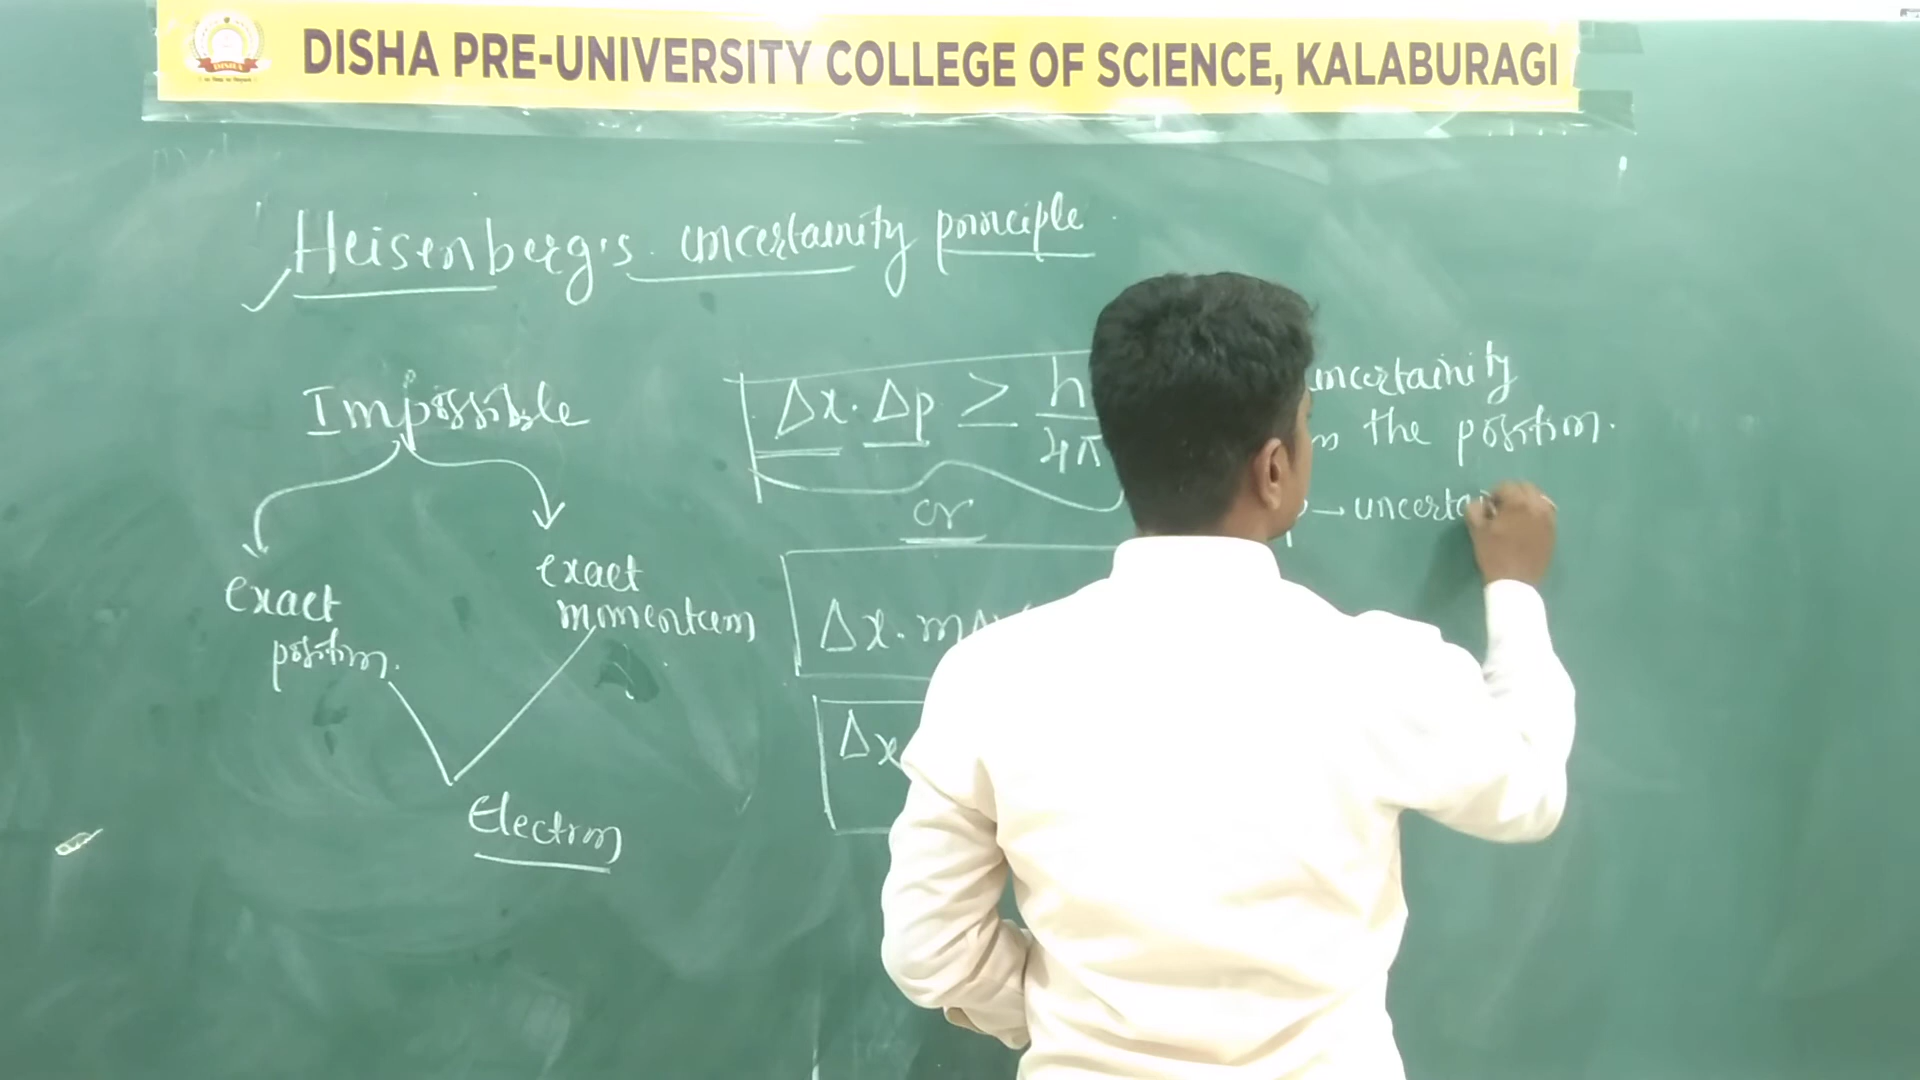 DISHA PRE-UNIVERSITY COLLEGE OF SCIENCE, KALABURAGI
Heisenberg's uncertainity principle
Impossible
exact
position.
exact
momentum
Electron
Δx. Δp ≥ h/4π
or
Δx. mΔv
Δx
uncertainity
the position.
→ uncertai